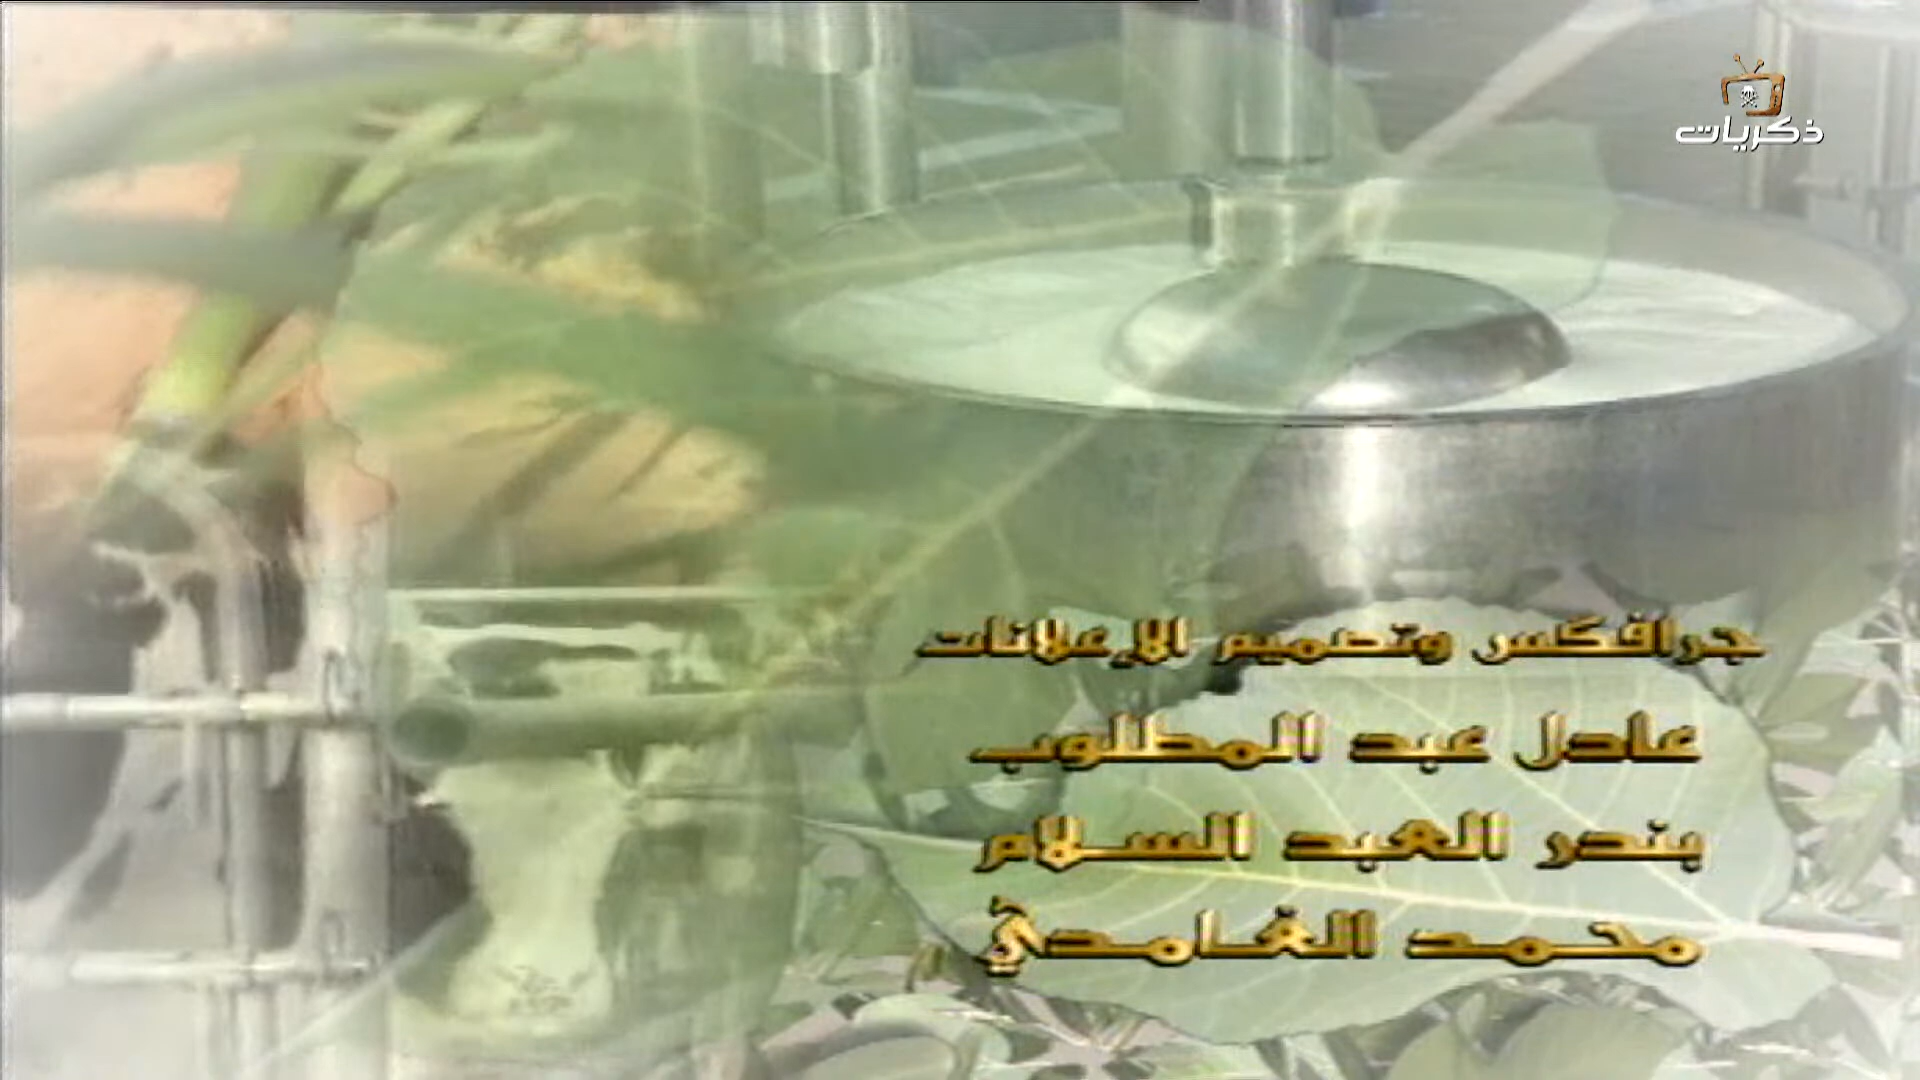 ذكريات
جرافكس وتصميم الإعلانات
عادل عبد المطلوب
بندر العبد السلام
محمد الغامدي